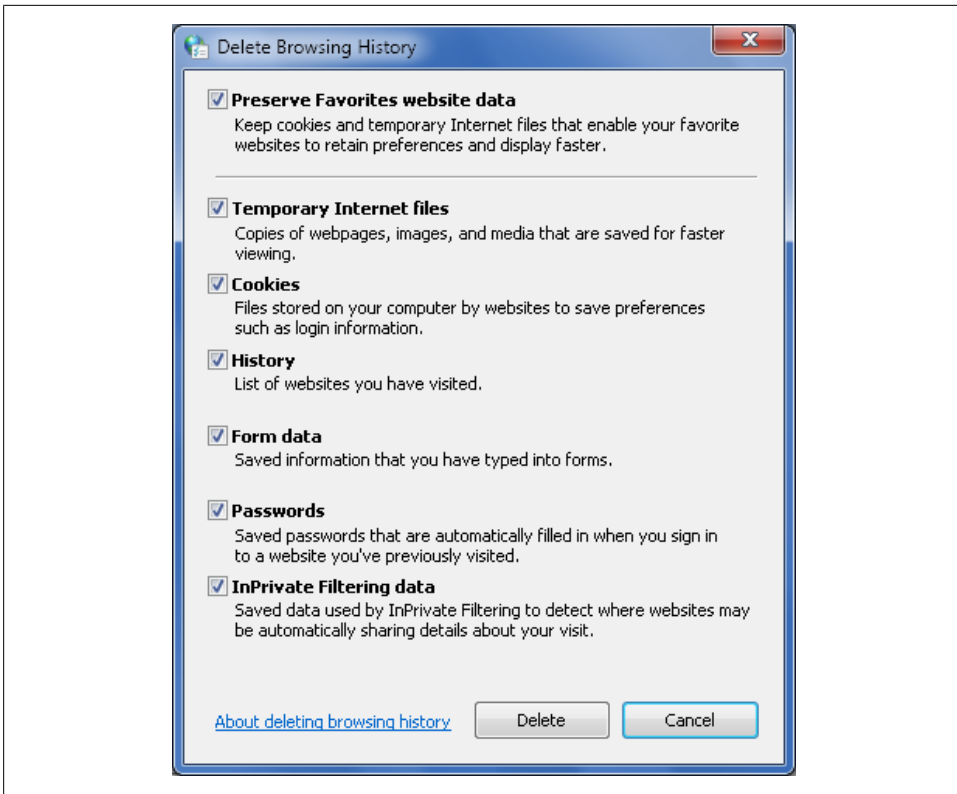 Delete Browsing History
Preserve Favorites website data
Keep cookies and temporary Internet files that enable your favorite
websites to retain preferences and display faster.
Temporary Internet files
Copies of webpages, images, and media that are saved for faster
viewing.
Cookies
Files stored on your computer by websites to save preferences
such as login information.
History
List of websites you have visited.
Form data
Saved information that you have typed into forms.
Passwords
Saved passwords that are automatically filled in when you sign in
to a website you've previously visited.
InPrivate Filtering data
Saved data used by InPrivate Filtering to detect where websites may
be automatically sharing details about your visit.
About deleting browsing history
Delete
Cancel